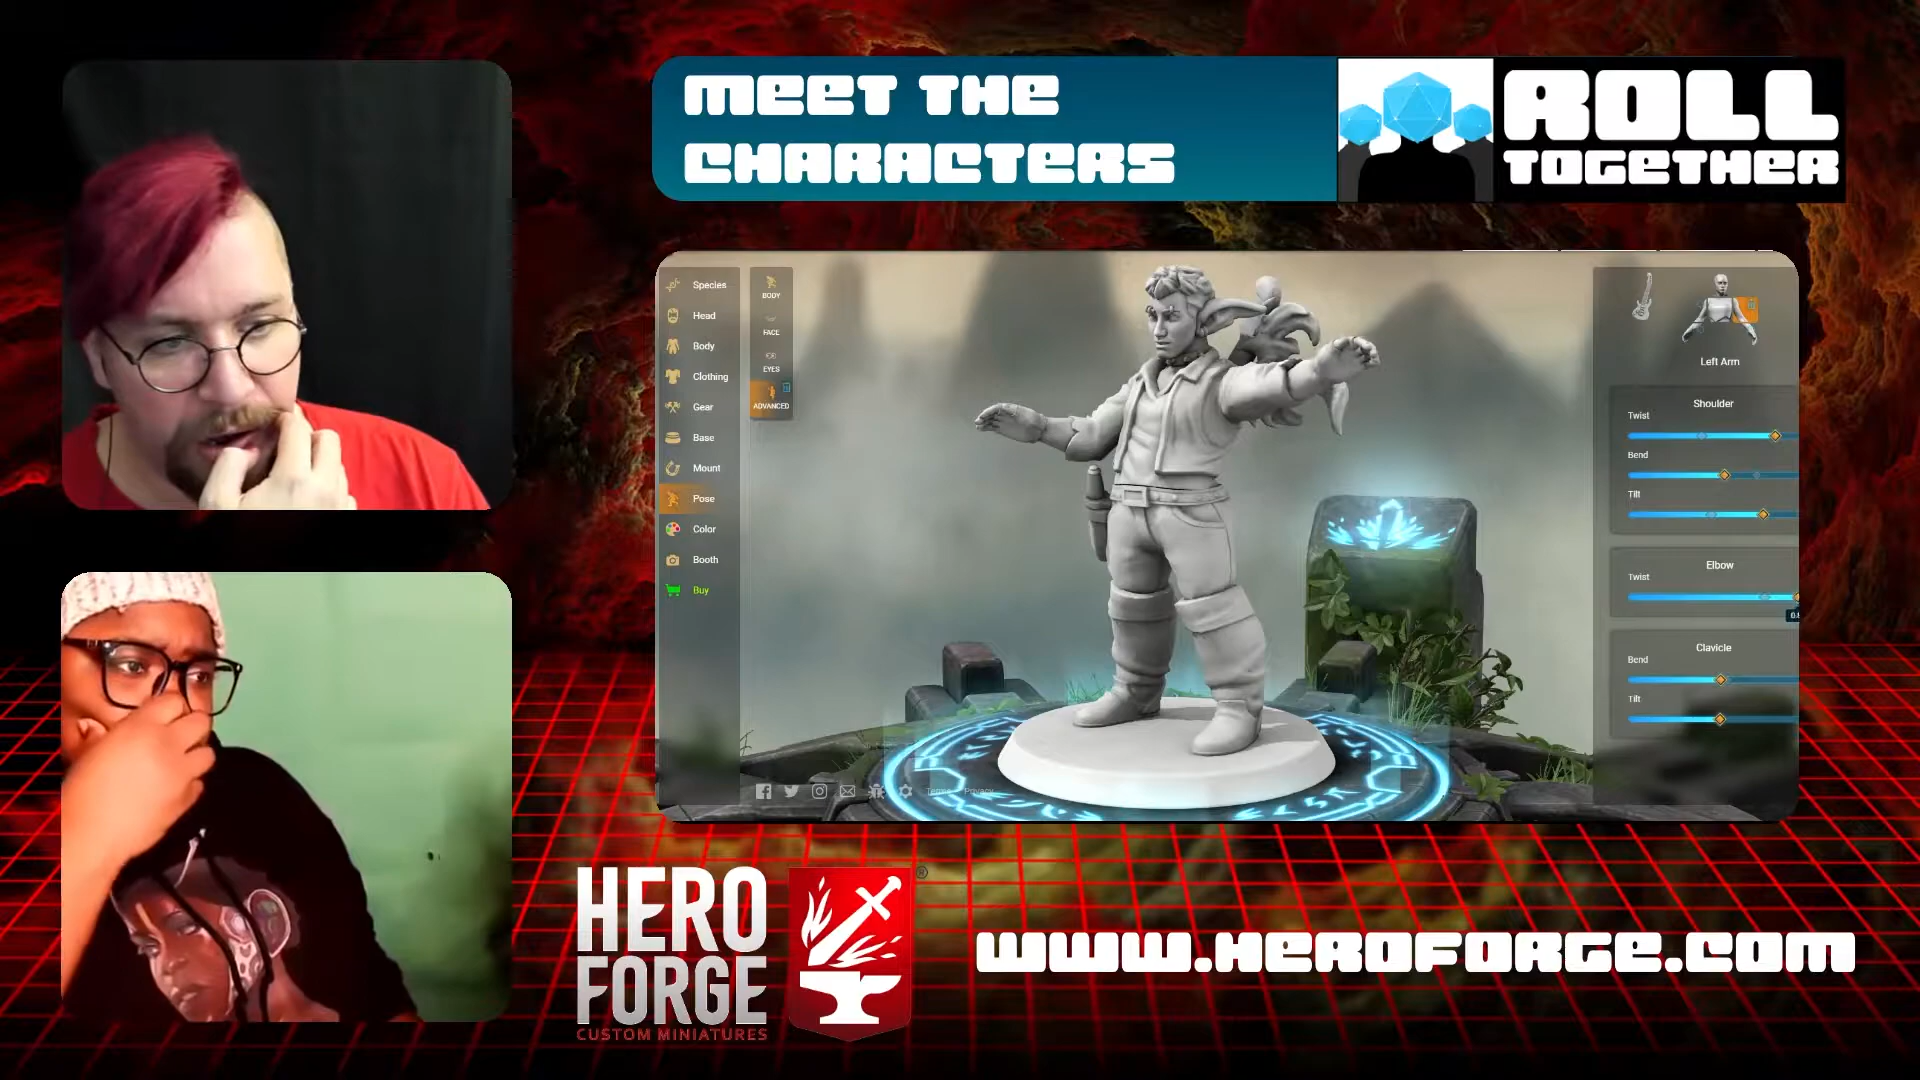 MEET THE
CHARACTERS
ROLL
TOGETHER
Species
Head
Body
Clothing
Gear
Base
Mount
Pose
Color
Booth
Buy
BODY
FACE
EYES
ADVANCED
Left Arm
Shoulder
Twist
Bend
Tilt
Elbow
Twist
Clavicle
Bend
Tilt
Terms
Privacy
HERO
FORGE
®
CUSTOM MINIATURES
WWW.HEROFORGE.COM